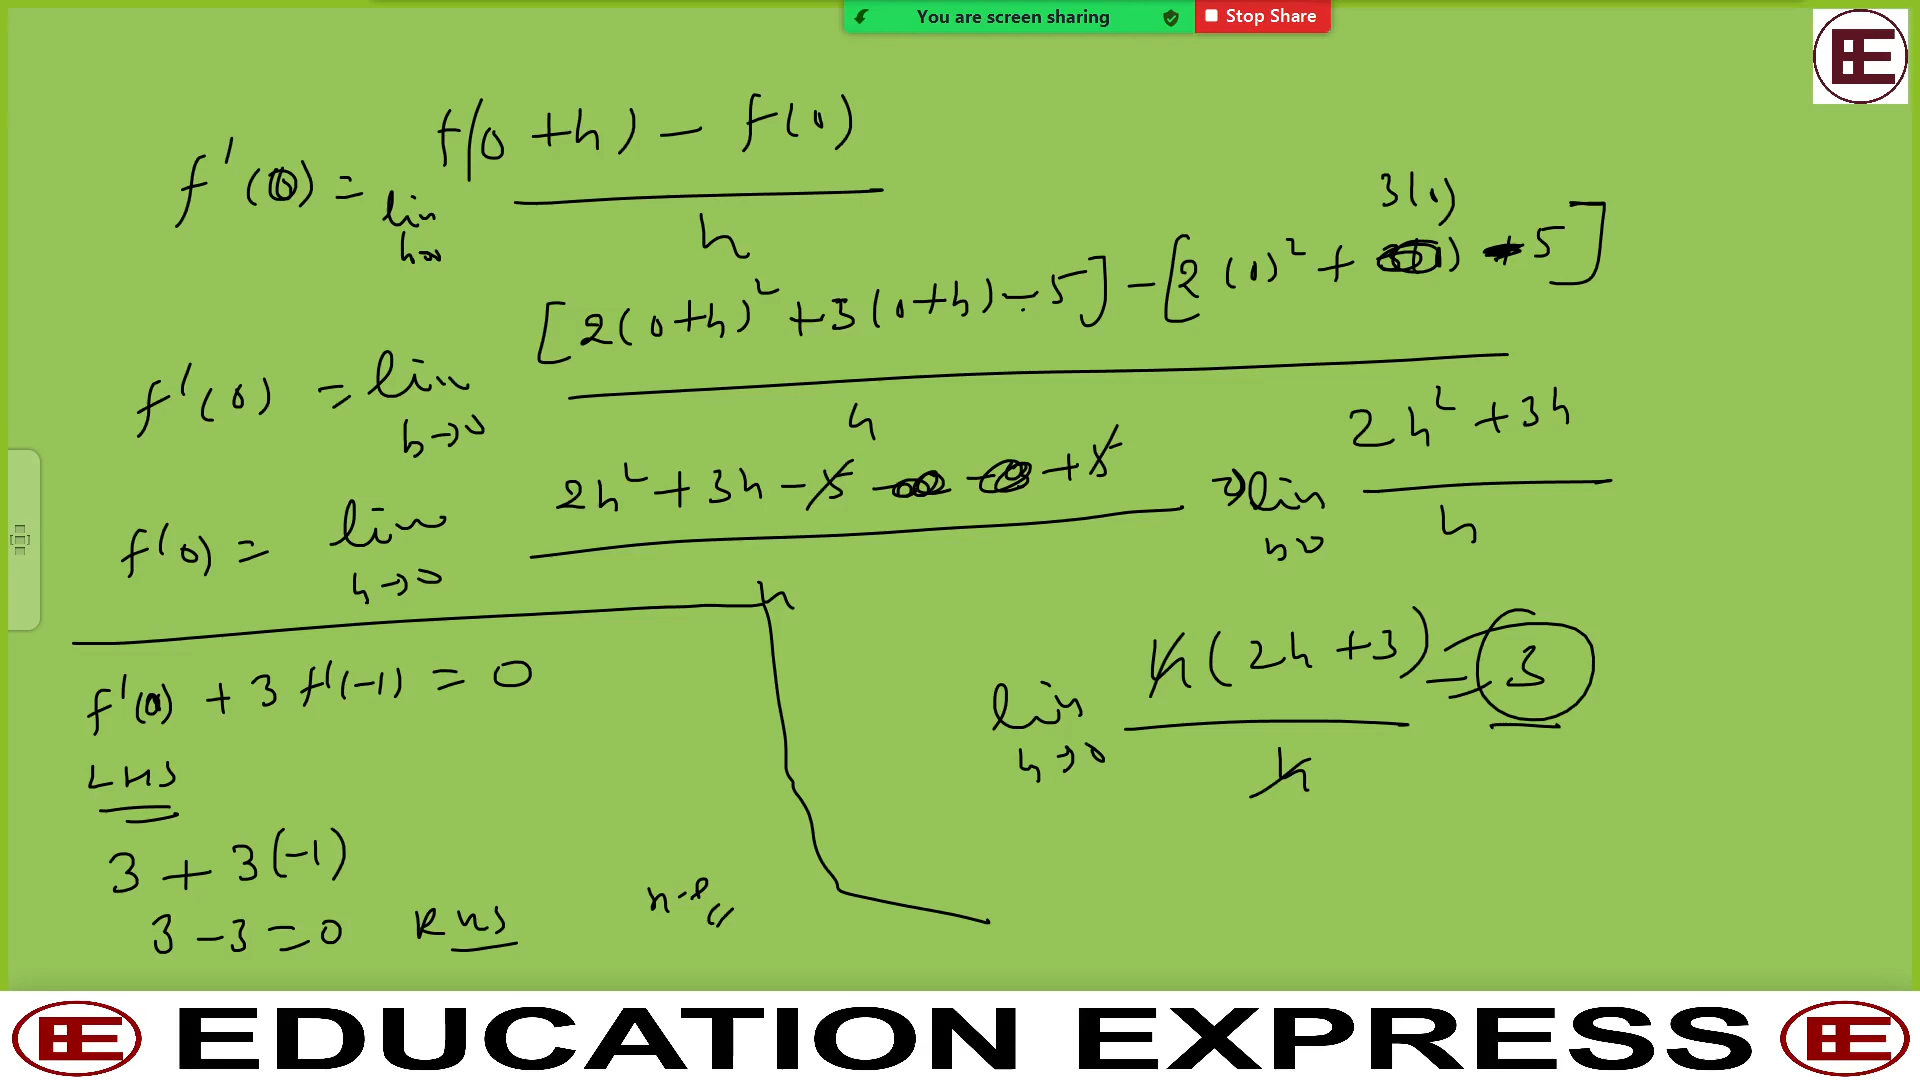 You are screen sharing
Stop Share
f'(0) = lim h→0 f(0 + h) - f(0) / h
3(0)
f'(0) = lim h→0 [2(0+h)² + 3(0+h) - 5] - [2(0)² + ) - 5] / h
f'(0) = lim h→0 2h² + 3h - 5 + 5 / h ⇒ lim h→0 2h² + 3h / h
lim h→0 h(2h + 3) / h = 3
f'(0) + 3 f'(-1) = 0
LHS
3 + 3(-1)
3 - 3 = 0 RHS
H-P
EDUCATION EXPRESS